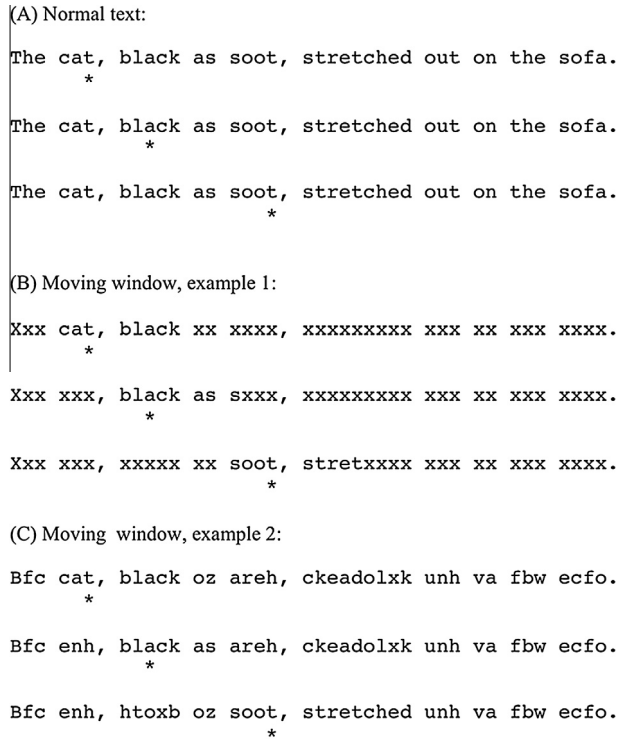 (A) Normal text:
The cat, black as soot, stretched out on the sofa.
*
The cat, black as soot, stretched out on the sofa.
*
The cat, black as soot, stretched out on the sofa.
*
(B) Moving window, example 1:
Xxx cat, black xx xxxx, xxxxxxxxx xxx xx xxx xxxx.
*
Xxx xxx, black as sxxx, xxxxxxxxx xxx xx xxx xxxx.
*
Xxx xxx, xxxxx xx soot, stretxxxx xxx xx xxx xxxx.
*
(C) Moving window, example 2:
Bfc cat, black oz areh, ckeadolxk unh va fbw ecfo.
*
Bfc enh, black as areh, ckeadolxk unh va fbw ecfo.
*
Bfc enh, htoxb oz soot, stretched unh va fbw ecfo.
*